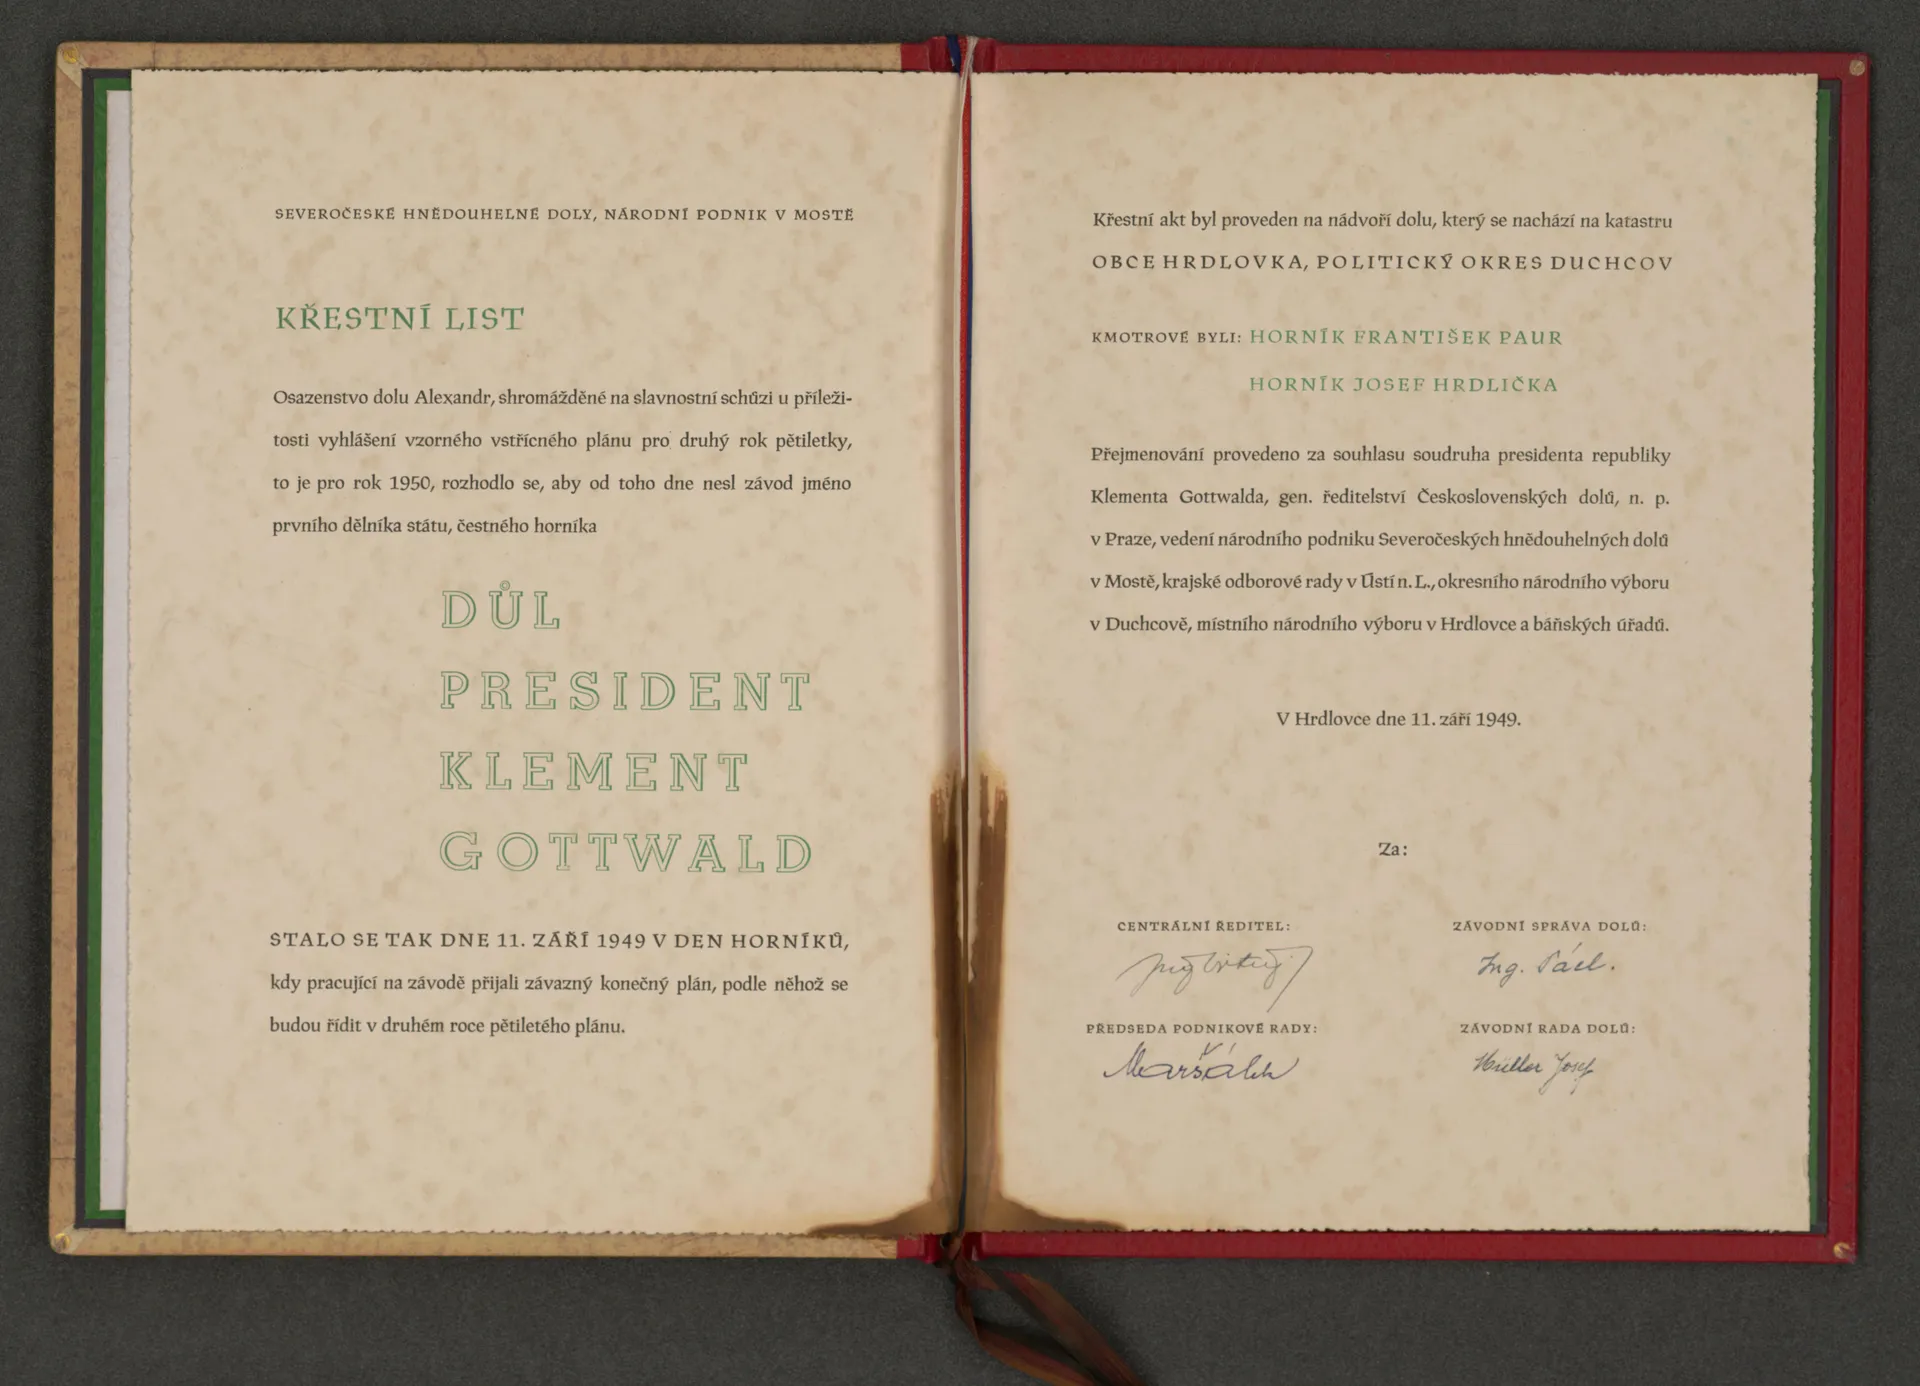 SEVEROČESKÉ HNĚDOUHELNÉ DOLY, NÁRODNÍ PODNIK V MOSTĚ
KŘESTNÍ LIST
Osazenstvo dolu Alexandr, shromážděné na slavnostní schůzi u příleži-
tosti vyhlášení vzorného vstřícného plánu pro druhý rok pětiletky,
to je pro rok 1950, rozhodlo se, aby od toho dne nesl závod jméno
prvního dělníka státu, čestného horníka
DŮL
PRESIDENT
KLEMENT
GOTTWALD
STALO SE TAK DNE 11. ZÁŘÍ 1949 V DEN HORNÍKŮ,
kdy pracující na závodě přijali závazný konečný plán, podle něhož se
budou řídit v druhém roce pětiletého plánu.
Křestní akt byl proveden na nádvoří dolu, který se nachází na katastru
OBCE HRDLOVKA, POLITICKÝ OKRES DUCHCOV
KMOTROVÉ BYLI: HORNÍK FRANTIŠEK PAUR
HORNÍK JOSEF HRDLIČKA
Přejmenování provedeno za souhlasu soudruha presidenta republiky
Klementa Gottwalda, gen. ředitelství Československých dolů, n. p.
v Praze, vedení národního podniku Severočeských hnědouhelných dolů
v Mostě, krajské odborové rady v Ústí n. L., okresního národního výboru
v Duchcově, místního národního výboru v Hrdlovce a báňských úřadů.
V Hrdlovce dne 11. září 1949.
Za:
CENTRÁLNÍ ŘEDITEL:
ZÁVODNÍ SPRÁVA DOLŮ:
Ing.
PŘEDSEDA PODNIKOVÉ RADY:
ZÁVODNÍ RADA DOLŮ:
Maršálek
Müller Josef